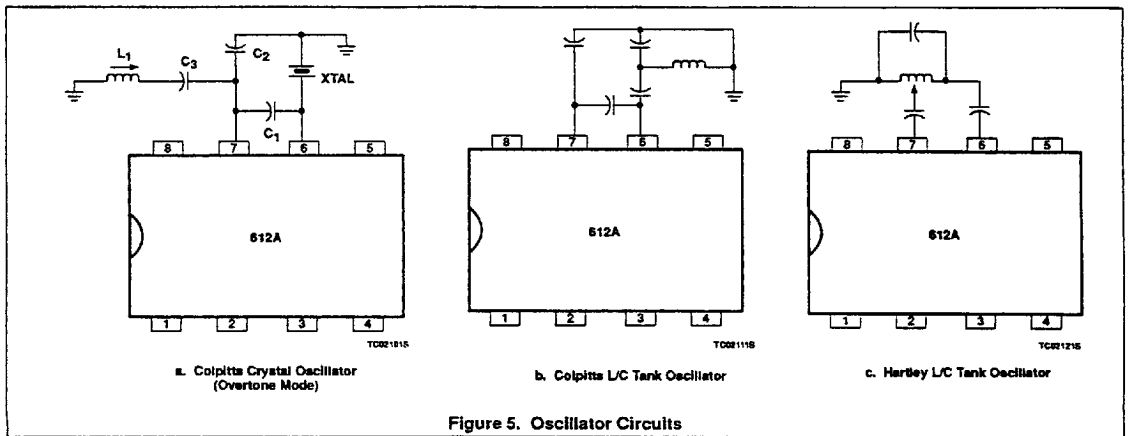 L1
C3
C2
XTAL
C1
8 7 6 5
612A
1 2 3 4
TC02101S
a. Colpitts Crystal Oscillator
(Overtone Mode)
8 7 6 5
612A
1 2 3 4
TC02111S
b. Colpitts L/C Tank Oscillator
8 7 6 5
612A
1 2 3 4
TC02121S
c. Hartley L/C Tank Oscillator
Figure 5. Oscillator Circuits